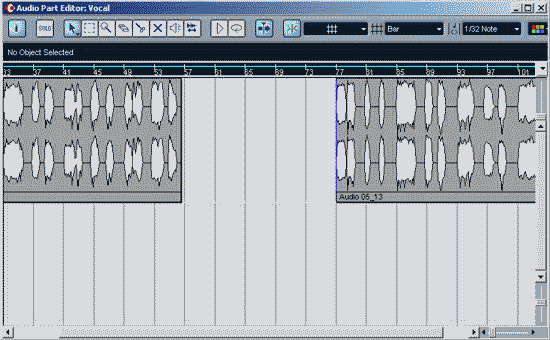 Audio Part Editor: Vocal
SOLO Bar 1/32 Note
No Object Selected
33 37 41 45 49 53 57 61 65 69 73 77 81 85 89 93 97 101
Audio 05_13